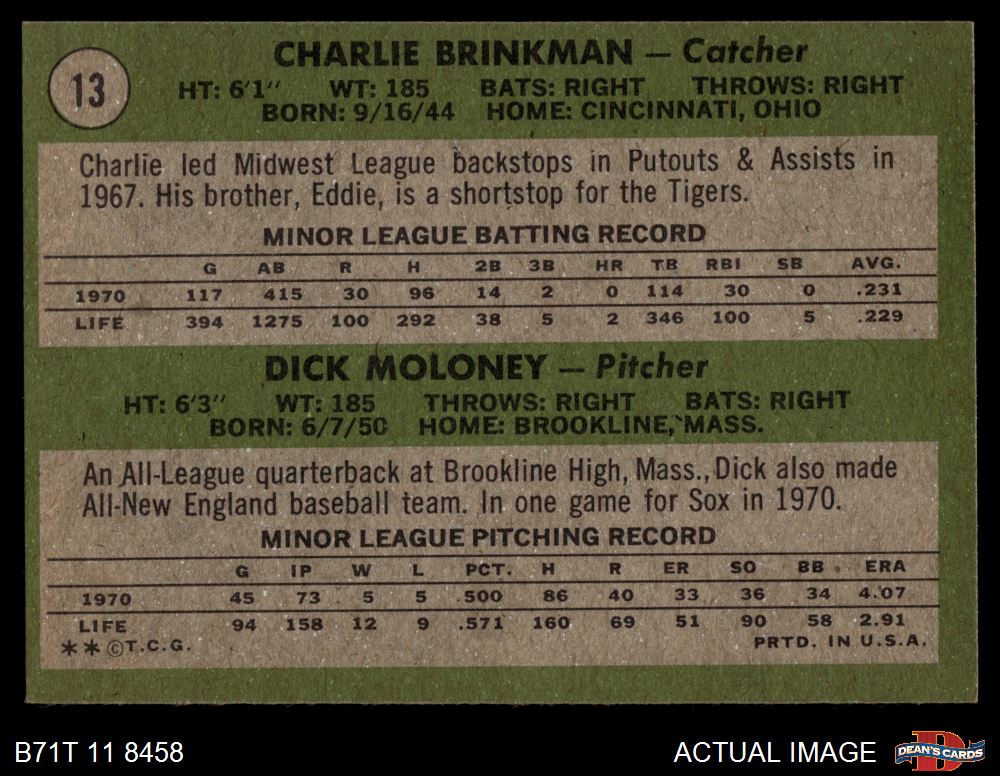 13
CHARLIE BRINKMAN — Catcher
HT: 6'1" WT: 185 BATS: RIGHT THROWS: RIGHT
BORN: 9/16/44 HOME: CINCINNATI, OHIO
Charlie led Midwest League backstops in Putouts & Assists in
1967. His brother, Eddie, is a shortstop for the Tigers.
MINOR LEAGUE BATTING RECORD
G AB R H 2B 3B HR TB RBI SB AVG.
1970 117 415 30 96 14 2 0 114 30 0 .231
LIFE 394 1275 100 292 38 5 2 346 100 5 .229
DICK MOLONEY — Pitcher
HT: 6'3" WT: 185 THROWS: RIGHT BATS: RIGHT
BORN: 6/7/50 HOME: BROOKLINE, MASS.
An All-League quarterback at Brookline High, Mass., Dick also made
All-New England baseball team. In one game for Sox in 1970.
MINOR LEAGUE PITCHING RECORD
G IP W L PCT. H R ER SO BB ERA
1970 45 73 5 5 .500 86 40 33 36 34 4.07
LIFE 94 158 12 9 .571 160 69 51 90 58 2.91
**©T.C.G. PRTD. IN U.S.A.
B71T 11 8458 ACTUAL IMAGE DEAN'S CARDS